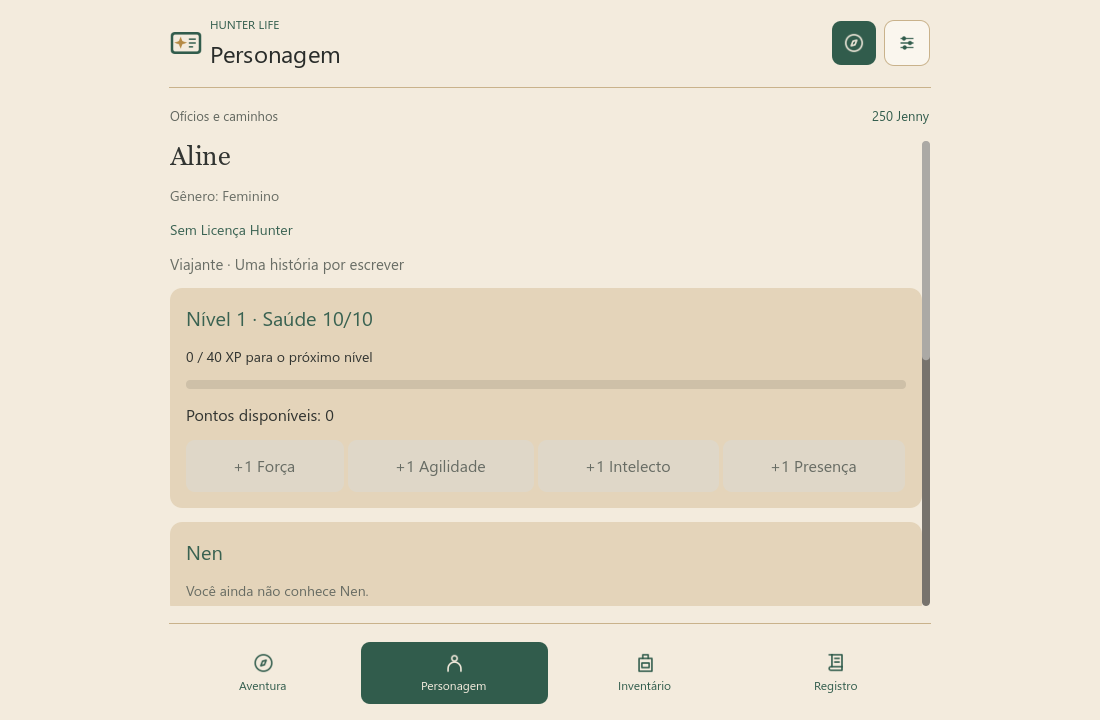 HUNTER LIFE
Personagem
Ofícios e caminhos
250 Jenny
Aline
Gênero: Feminino
Sem Licença Hunter
Viajante · Uma história por escrever
Nível 1 · Saúde 10/10
0 / 40 XP para o próximo nível
Pontos disponíveis: 0
+1 Força
+1 Agilidade
+1 Intelecto
+1 Presença
Nen
Você ainda não conhece Nen.
Aventura
Personagem
Inventário
Registro